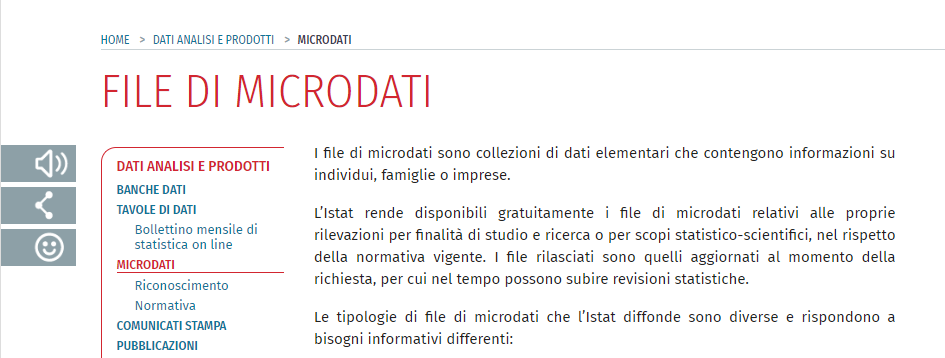 HOME > DATI ANALISI E PRODOTTI > MICRODATI
FILE DI MICRODATI
DATI ANALISI E PRODOTTI
BANCHE DATI
TAVOLE DI DATI
Bollettino mensile di
statistica on line
MICRODATI
Riconoscimento
Normativa
COMUNICATI STAMPA
PUBBLICAZIONI
I file di microdati sono collezioni di dati elementari che contengono informazioni su
individui, famiglie o imprese.
L'Istat rende disponibili gratuitamente i file di microdati relativi alle proprie
rilevazioni per finalità di studio e ricerca o per scopi statistico-scientifici, nel rispetto
della normativa vigente. I file rilasciati sono quelli aggiornati al momento della
richiesta, per cui nel tempo possono subire revisioni statistiche.
Le tipologie di file di microdati che l'Istat diffonde sono diverse e rispondono a
bisogni informativi differenti: